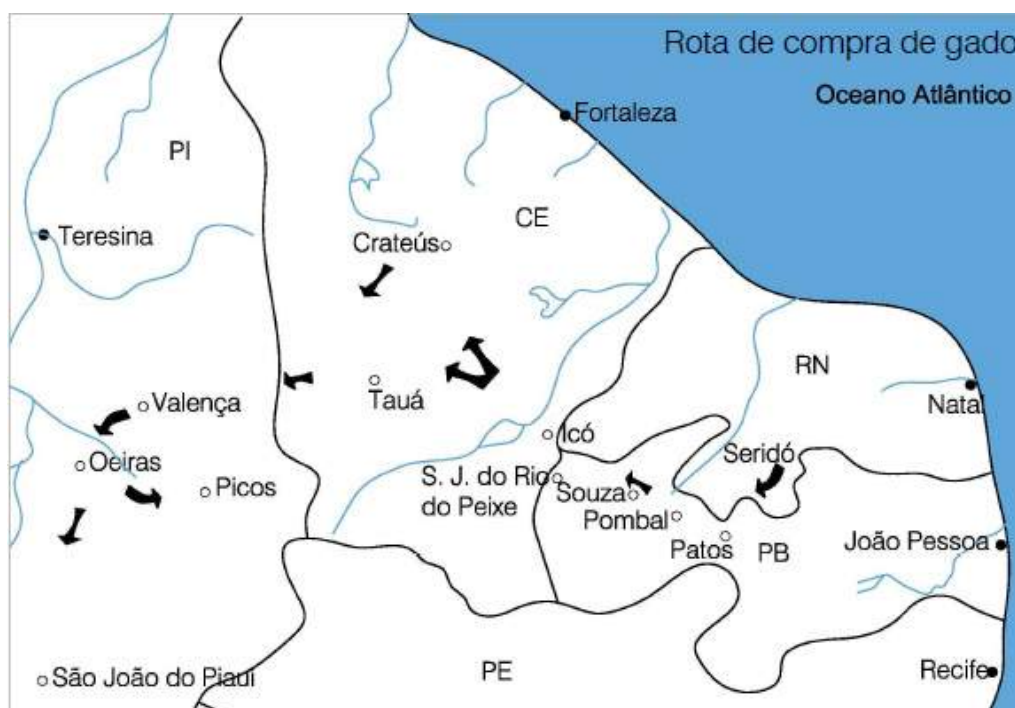 Rota de compra de gado
Oceano Atlântico
Fortaleza
PI
CE
Teresina
Crateús
RN
Tauá
Natal
Valença
Icó
Seridó
Oeiras
S. J. do Rio
do Peixe
Picos
Souza
Pombal
Patos
PB
João Pessoa
PE
Recife
São João do Piauí